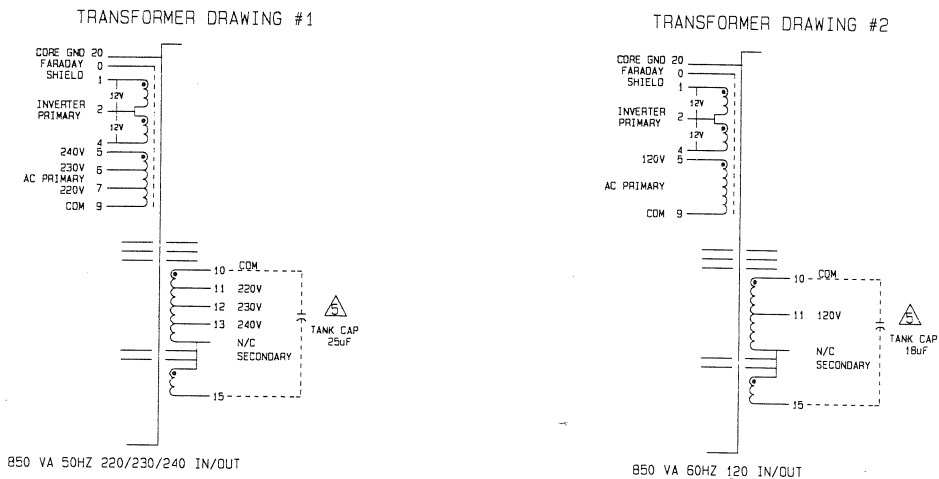 TRANSFORMER DRAWING #1
CORE GND 20
FARADAY 0
SHIELD
1
12V
INVERTER 2
PRIMARY
12V
4
240V 5
230V 6
AC PRIMARY
220V 7
COM 9
10 COM
11 220V
12 230V
13 240V
N/C
SECONDARY
15
5
TANK CAP
25uF
850 VA 50HZ 220/230/240 IN/OUT
TRANSFORMER DRAWING #2
CORE GND 20
FARADAY 0
SHIELD
1
12V
INVERTER 2
PRIMARY
12V
4
120V 5
AC PRIMARY
COM 9
10 COM
11 120V
N/C
SECONDARY
15
5
TANK CAP
18uF
850 VA 60HZ 120 IN/OUT